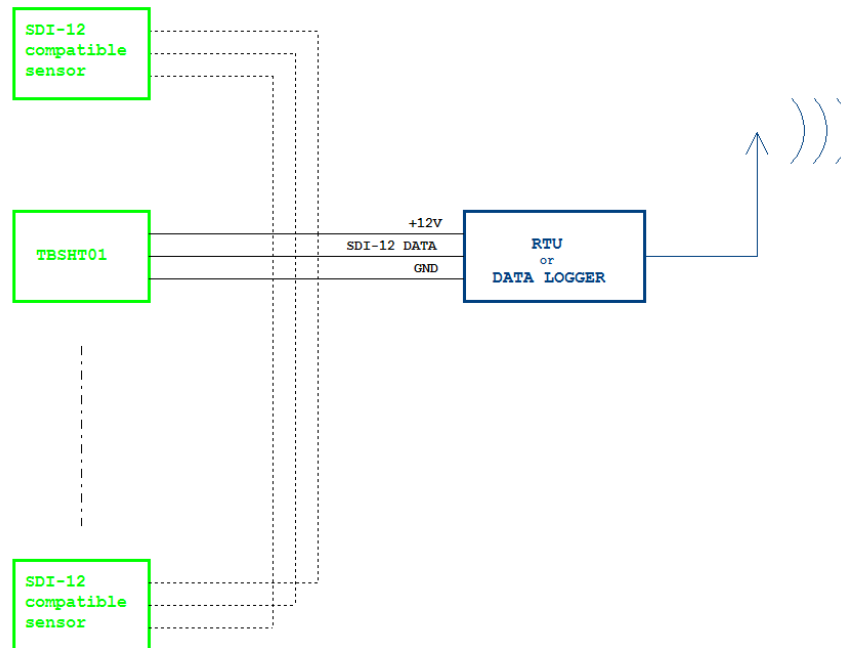 SDI-12
compatible
sensor
+12V
TBSHT01
SDI-12 DATA
GND
RTU
or
DATA LOGGER
SDI-12
compatible
sensor